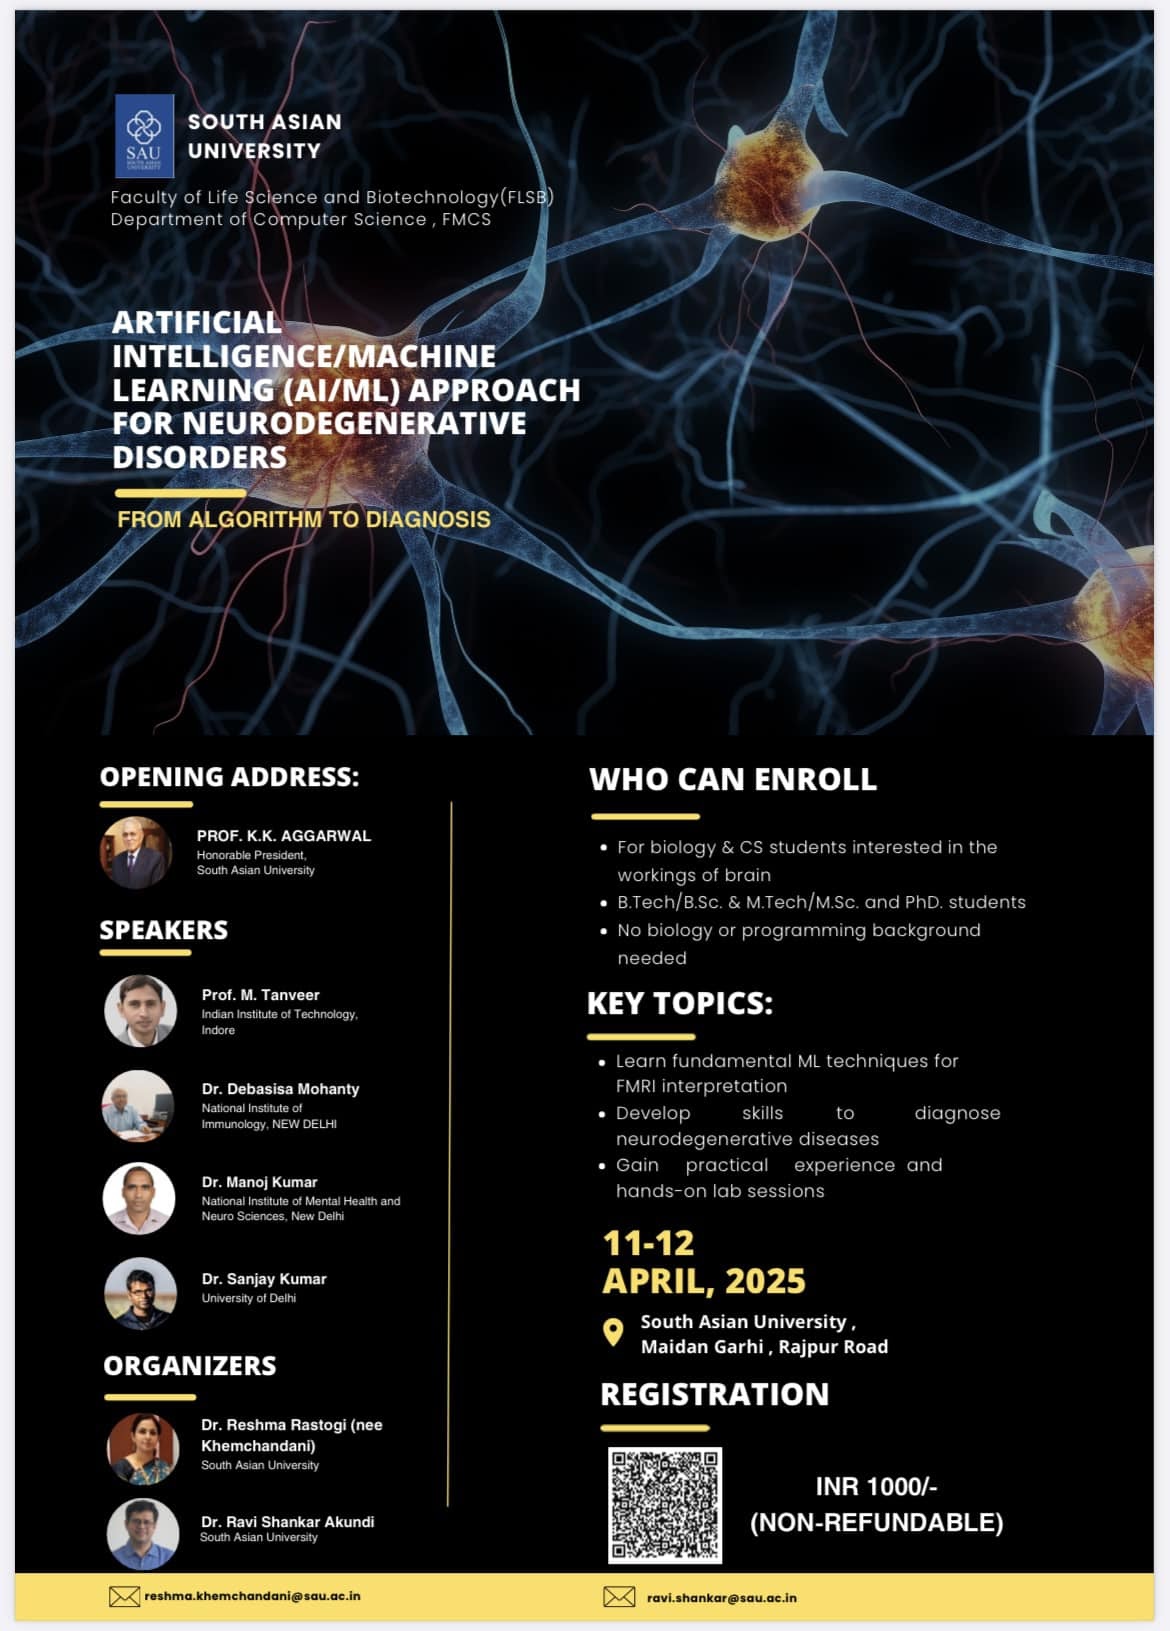 SAU
SOUTH ASIAN
UNIVERSITY
SOUTH ASIAN
UNIVERSITY
Faculty of Life Science and Biotechnology(FLSB)
Department of Computer Science , FMCS
ARTIFICIAL
INTELLIGENCE/MACHINE
LEARNING (AI/ML) APPROACH
FOR NEURODEGENERATIVE
DISORDERS
FROM ALGORITHM TO DIAGNOSIS
OPENING ADDRESS:
PROF. K.K. AGGARWAL
Honorable President,
South Asian University
SPEAKERS
Prof. M. Tanveer
Indian Institute of Technology,
Indore
Dr. Debasisa Mohanty
National Institute of
Immunology, NEW DELHI
Dr. Manoj Kumar
National Institute of Mental Health and
Neuro Sciences, New Delhi
Dr. Sanjay Kumar
University of Delhi
ORGANIZERS
Dr. Reshma Rastogi (nee
Khemchandani)
South Asian University
Dr. Ravi Shankar Akundi
South Asian University
WHO CAN ENROLL
• For biology & CS students interested in the
workings of brain
• B.Tech/B.Sc. & M.Tech/M.Sc. and PhD. students
• No biology or programming background
needed
KEY TOPICS:
• Learn fundamental ML techniques for
FMRI interpretation
• Develop skills to diagnose
neurodegenerative diseases
• Gain practical experience and
hands-on lab sessions
11-12
APRIL, 2025
South Asian University ,
Maidan Garhi , Rajpur Road
REGISTRATION
INR 1000/-
(NON-REFUNDABLE)
reshma.khemchandani@sau.ac.in
ravi.shankar@sau.ac.in